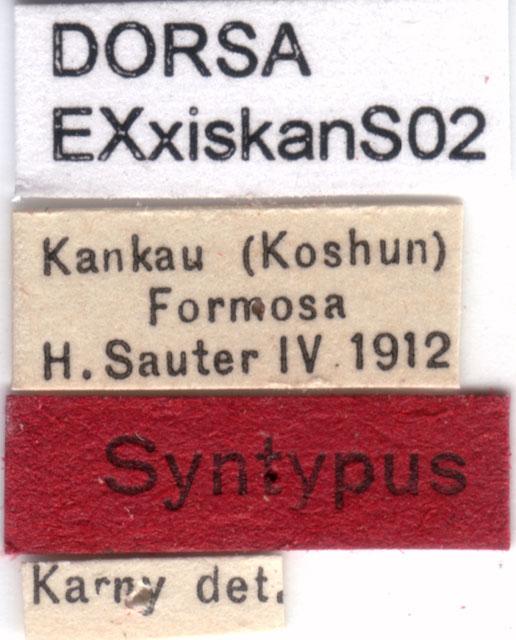 DORSA
EXxiskanS02
Kankau (Koshun)
Formosa
H. Sauter IV 1912
Syntypus
Karny det.